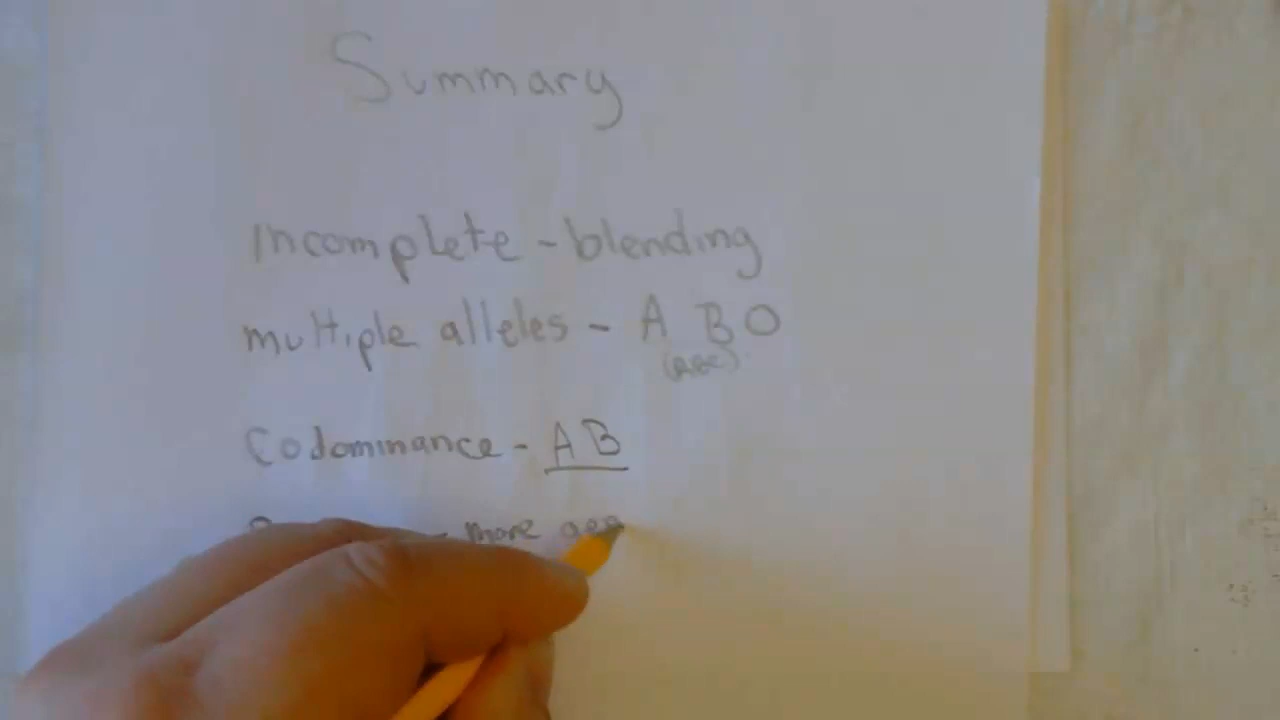 Summary
incomplete - blending
multiple alleles - A B O
Codominance - AB
- more